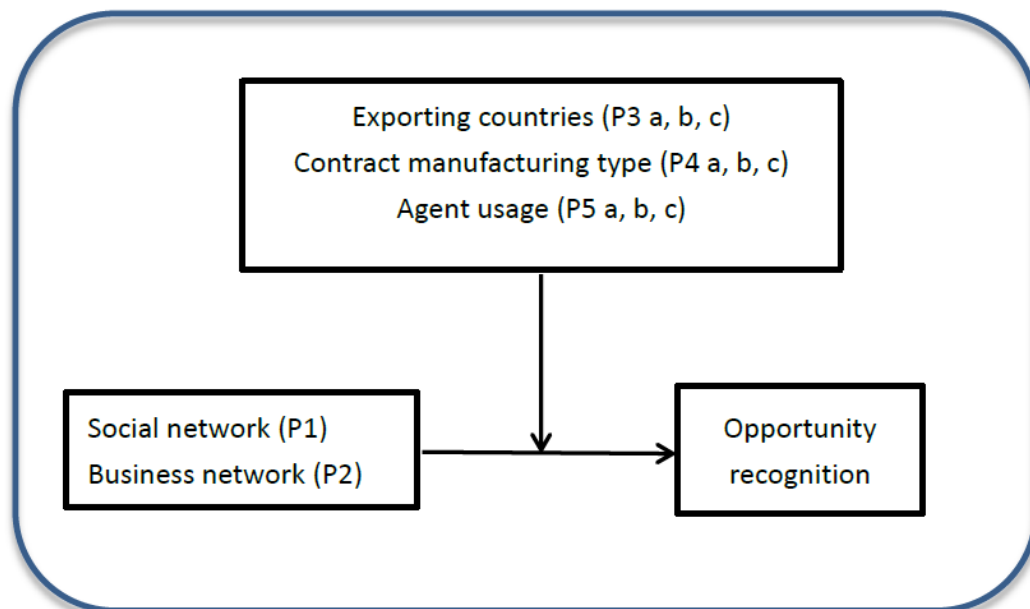 Exporting countries (P3 a, b, c)
Contract manufacturing type (P4 a, b, c)
Agent usage (P5 a, b, c)
Social network (P1)
Business network (P2)
Opportunity
recognition